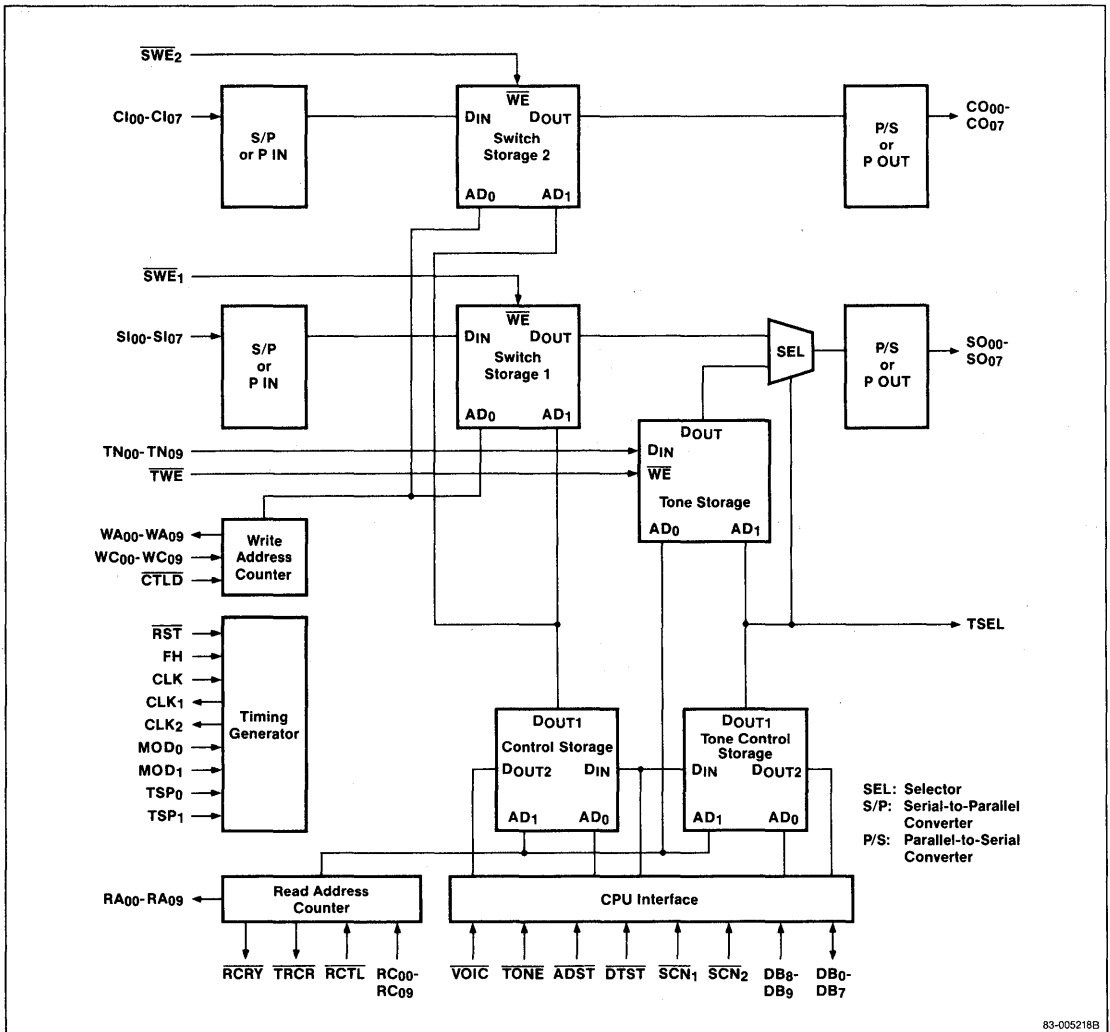 SWE2
CI00-CI07
S/P
or P IN
WE
DIN
DOUT
Switch
Storage 2
AD0
AD1
P/S
or
P OUT
CO00-
CO07
SWE1
SI00-SI07
S/P
or
P IN
WE
DIN
DOUT
Switch
Storage 1
AD0
AD1
SEL
P/S
or
P OUT
SO00-
SO07
TN00-TN09
TWE
DOUT
DIN
WE
Tone Storage
AD0
AD1
WA00-WA09
WC00-WC09
CTLD
Write
Address
Counter
RST
FH
CLK
CLK1
CLK2
MOD0
MOD1
TSP0
TSP1
Timing
Generator
TSEL
DOUT1
Control Storage
DOUT2
DIN
AD1
AD0
DOUT1
Tone Control
Storage
DIN
DOUT2
AD1
AD0
SEL: Selector
S/P: Serial-to-Parallel
Converter
P/S: Parallel-to-Serial
Converter
RA00-RA09
Read Address
Counter
CPU Interface
RCRY
TRCR
RCTL
RC00-
RC09
VOIC
TONE
ADST
DTST
SCN1
SCN2
DB8-
DB9
DB0-
DB7
83-005218B